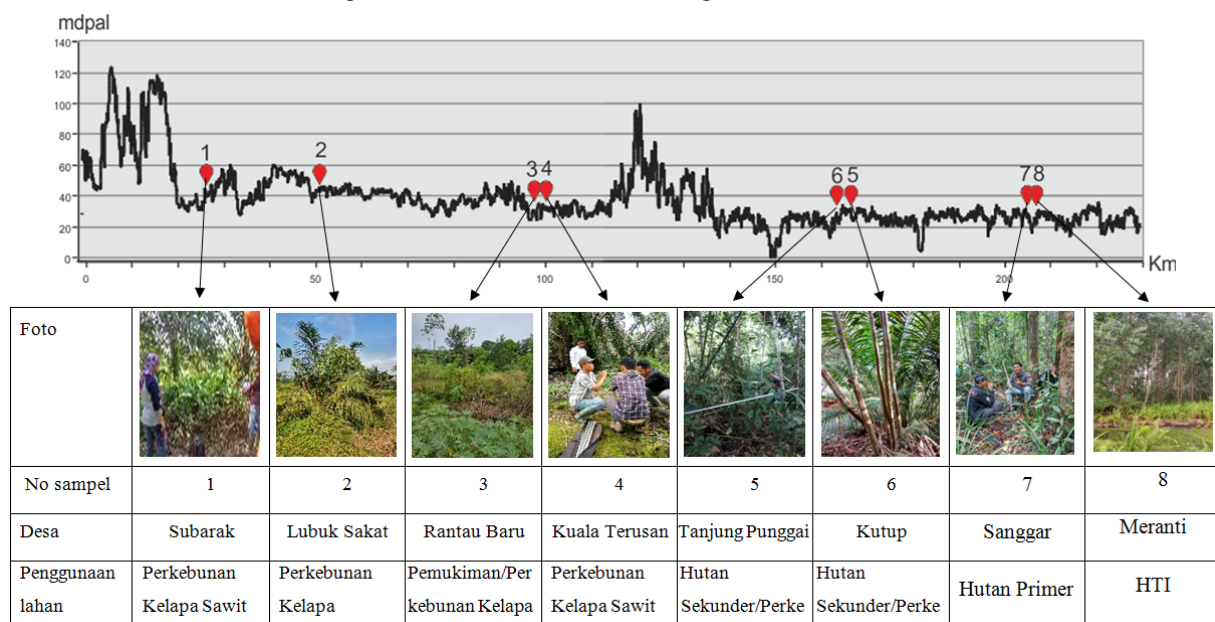 mdpal
140
120
100
80
60
40
20
0
1
2
3 4
6 5
7 8
0
50
100
150
20
Km
Foto
No sampel 1 2 3 4 5 6 7 8
Desa Subarak Lubuk Sakat Rantau Baru Kuala Terusan Tanjung Punggai Kutup Sanggar Meranti
Penggunaan Perkebunan Perkebunan Pemukiman/Per Perkebunan Hutan Hutan Hutan Primer HTI
lahan Kelapa Sawit Kelapa kebunan Kelapa Kelapa Sawit Sekunder/Perke Sekunder/Perke